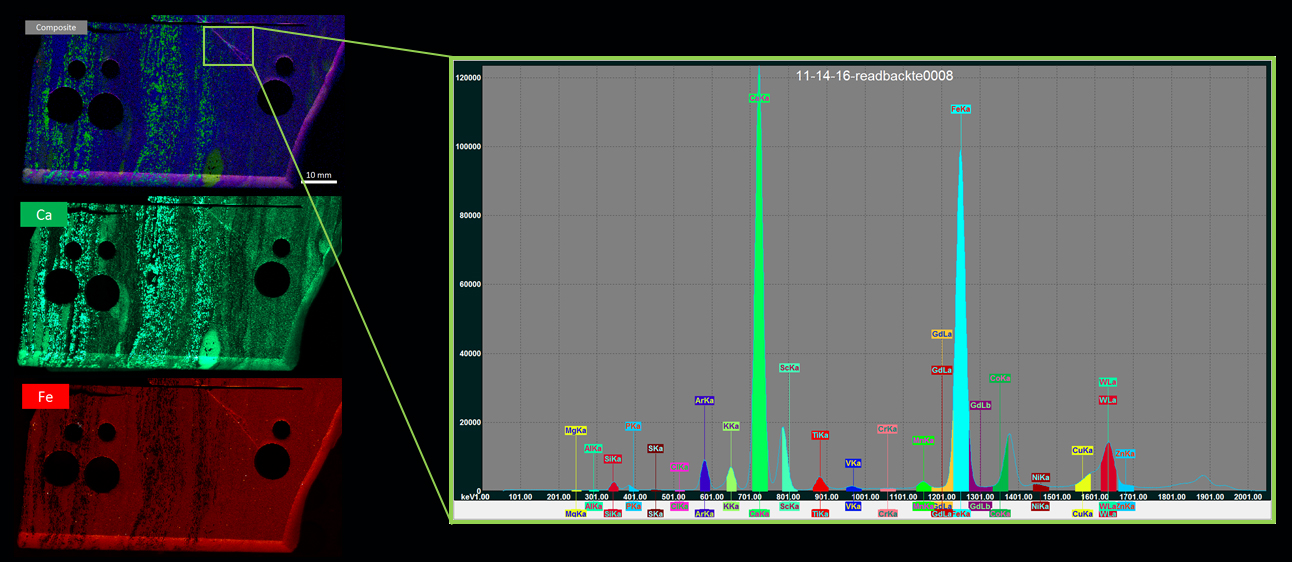 Composite
10 mm
Ca
Fe
11-14-16-readbackte0008
120000
100000
80000
60000
40000
20000
0
CaKa
FeKa
GdLa
GdLa
ScKa
GdLb
ArKa
WLa
WLa
MgKa
AlKa
SiKa
PKa
SKa
KKa
TiKa
VKa
CrKa
MnKa
NiKa
CuKa
ZnKa
keV1.00 101.00 201.00 301.00 401.00 501.00 601.00 701.00 801.00 901.00 1001.00 1101.00 1201.00 1301.00 1401.00 1501.00 1601.00 1701.00 1801.00 1901.00 2001.00
MgKa AlKa SiKa PKa SKa ArKa KKa CaKa ScKa TiKa VKa CrKa MnKa GdLa GdLa FeKa GdLb NiKa CuKa WLa WLa ZnKa